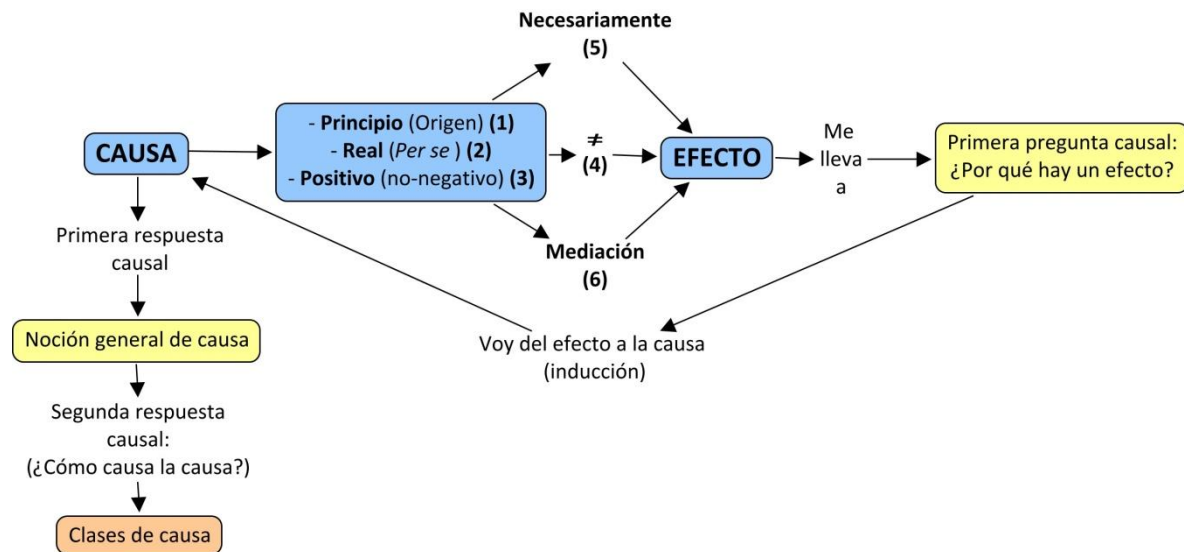 Necesariamente
(5)
- Principio (Origen) (1)
- Real (Per se ) (2)
- Positivo (no-negativo) (3)
CAUSA
≠
(4)
EFECTO
Me
lleva
a
Primera pregunta causal:
¿Por qué hay un efecto?
Mediación
(6)
Primera respuesta
causal
Noción general de causa
Voy del efecto a la causa
(inducción)
Segunda respuesta
causal:
(¿Cómo causa la causa?)
Clases de causa